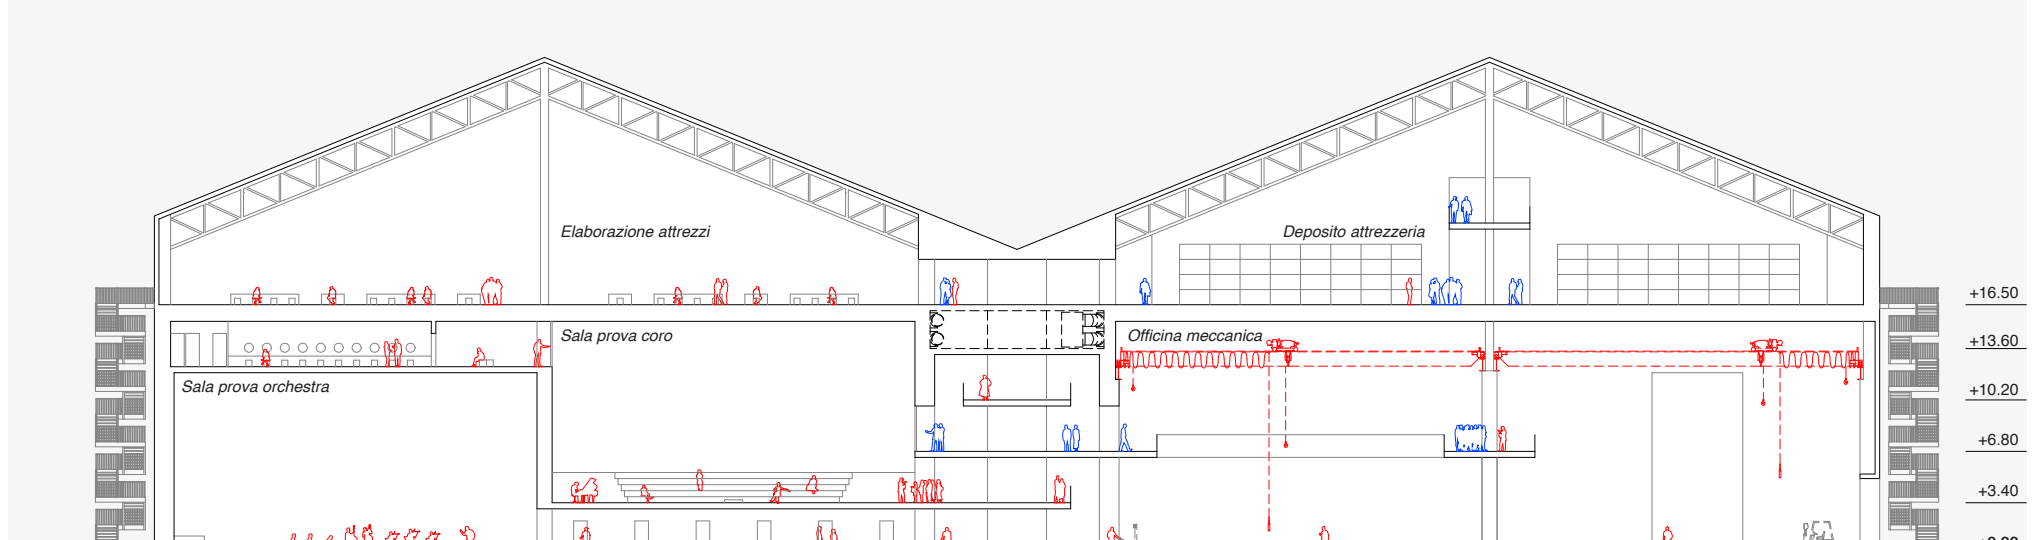 Elaborazione attrezzi
Deposito attrezzeria
+16.50
Sala prova coro
Officina meccanica
+13.60
Sala prova orchestra
+10.20
+6.80
+3.40